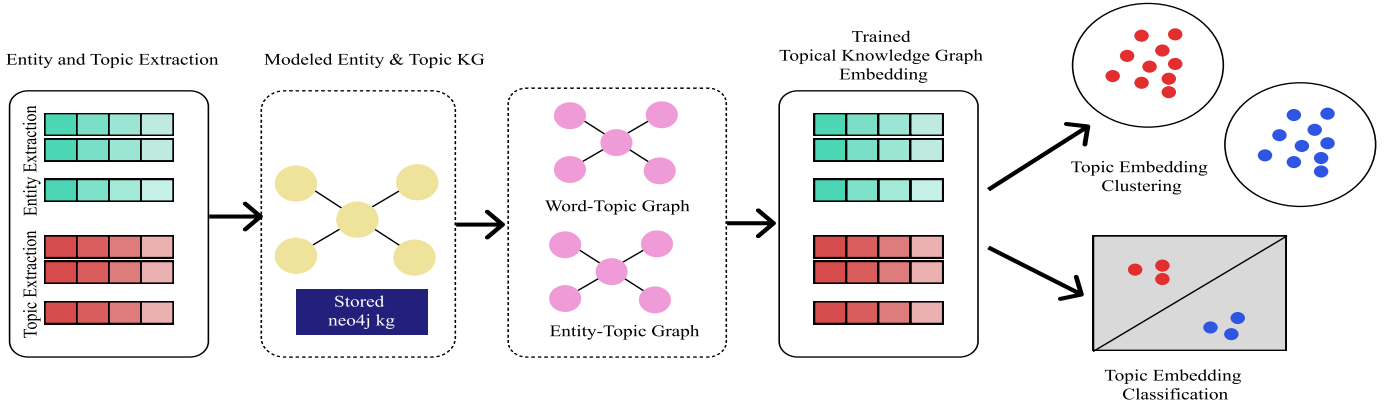 Entity and Topic Extraction
Entity Extraction
Topic Extraction
Modeled Entity & Topic KG
Stored
neo4j kg
Word-Topic Graph
Entity-Topic Graph
Trained
Topical Knowledge Graph
Embedding
Topic Embedding
Clustering
Topic Embedding
Classification